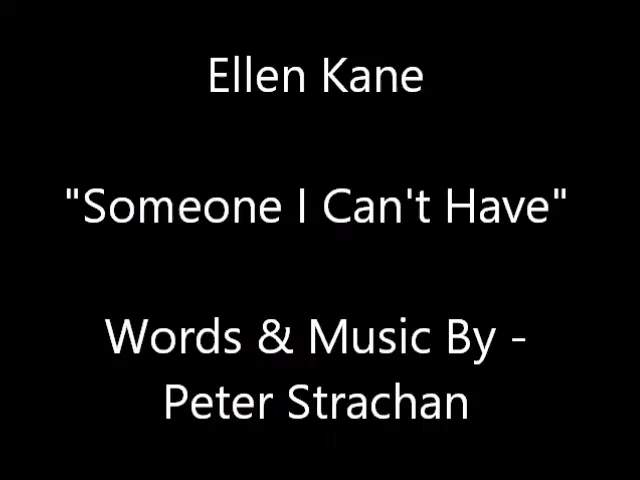 Ellen Kane
"Someone I Can't Have"
Words & Music By -
Peter Strachan